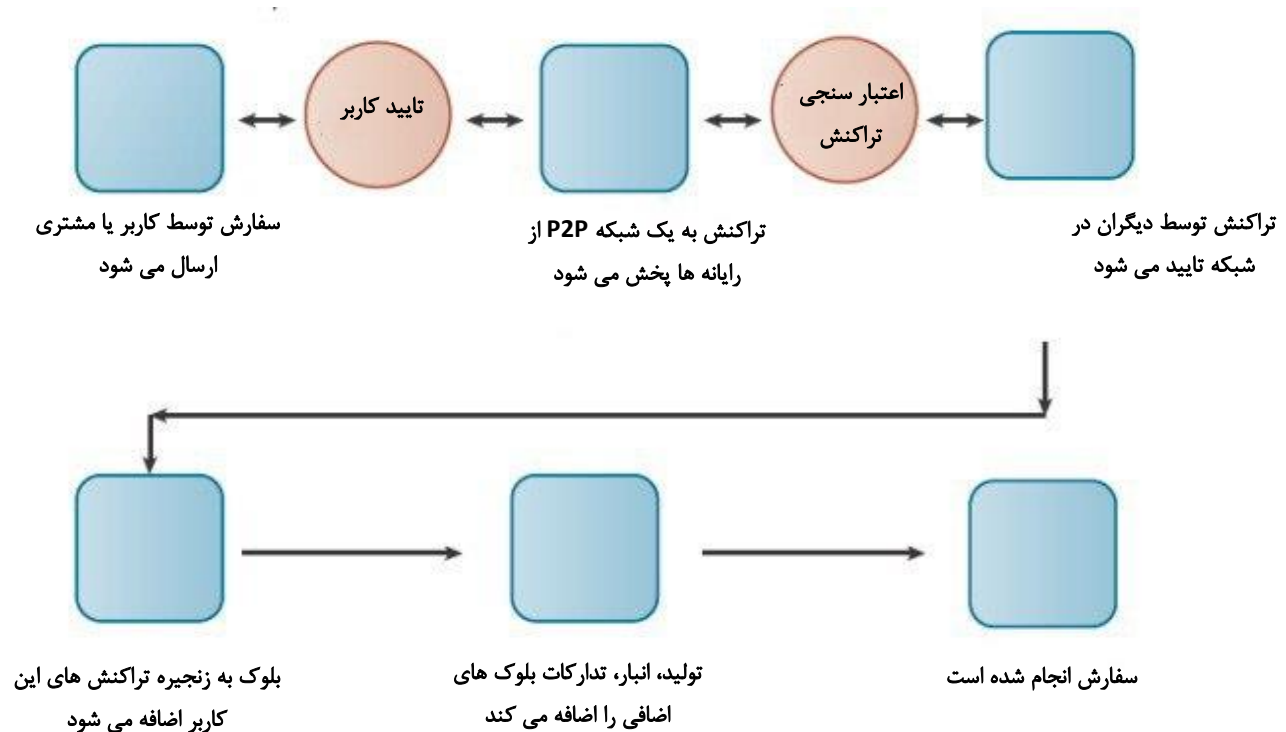 تایید کاربر
اعتبار سنجی
تراکنش
سفارش توسط کاربر یا مشتری
ارسال می شود
تراکنش به یک شبکه P2P از
رایانه ها پخش می شود
تراکنش توسط دیگران در
شبکه تایید می شود
بلوک به زنجیره تراکنش های این
کاربر اضافه می شود
تولید، انبار، تدارکات بلوک های
اضافی را اضافه می کند
سفارش انجام شده است